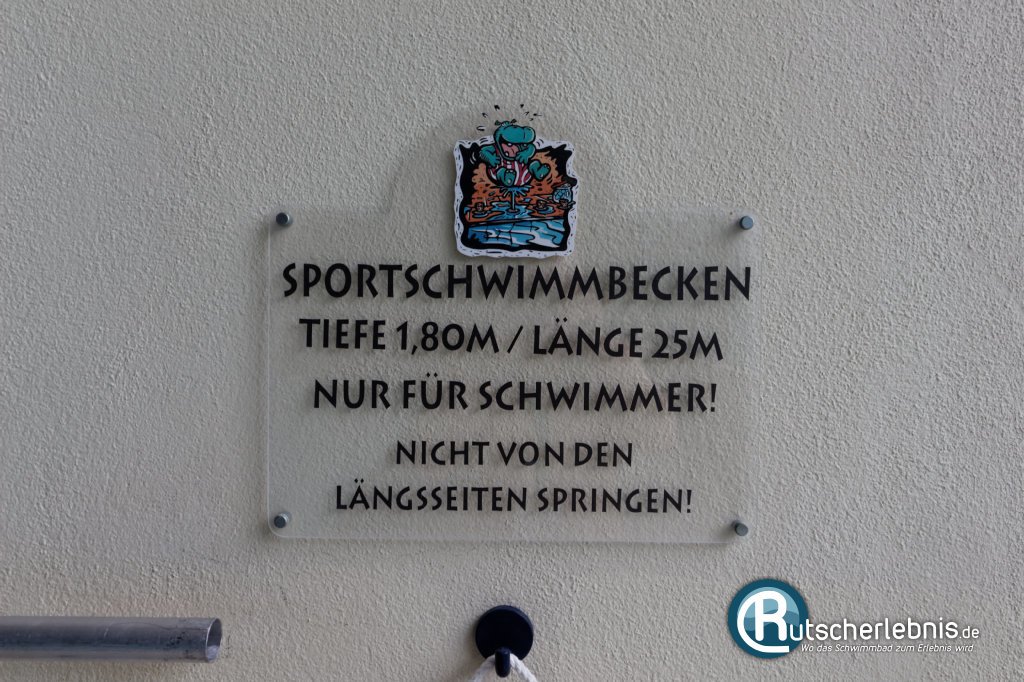 SPORTSCHWIMMBECKEN
TIEFE 1,80M / LÄNGE 25M
NUR FÜR SCHWIMMER!
NICHT VON DEN
LÄNGSSEITEN SPRINGEN!
Rutscherlebnis.de
Wo das Schwimmbad zum Erlebnis wird